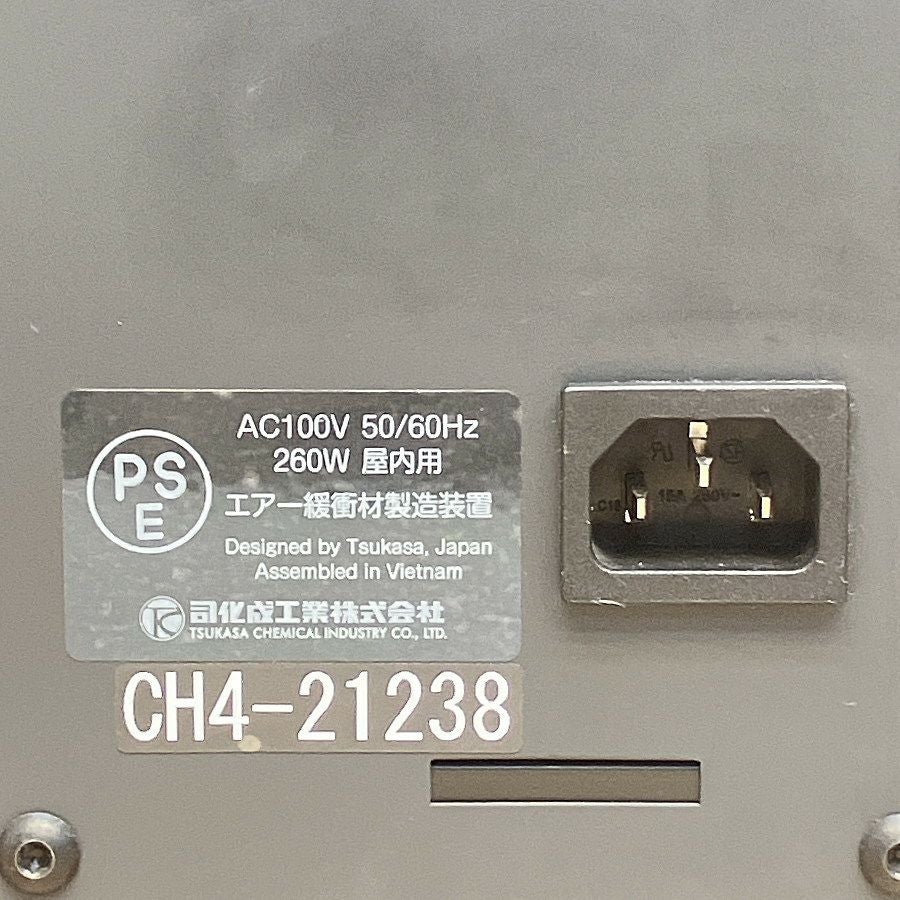 PS
E
AC100V 50/60Hz
260W 屋内用
エアー緩衝材製造装置
Designed by Tsukasa, Japan
Assembled in Vietnam
司化成工業株式会社
TSUKASA CHEMICAL INDUSTRY CO., LTD.
CH4-21238